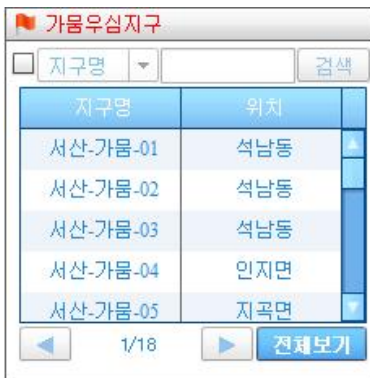 가뭄우심지구
지구명 검색
지구명 위치
서산-가뭄-01 석남동
서산-가뭄-02 석남동
서산-가뭄-03 석남동
서산-가뭄-04 인지면
서산-가뭄-05 지곡면
1/18 전체보기